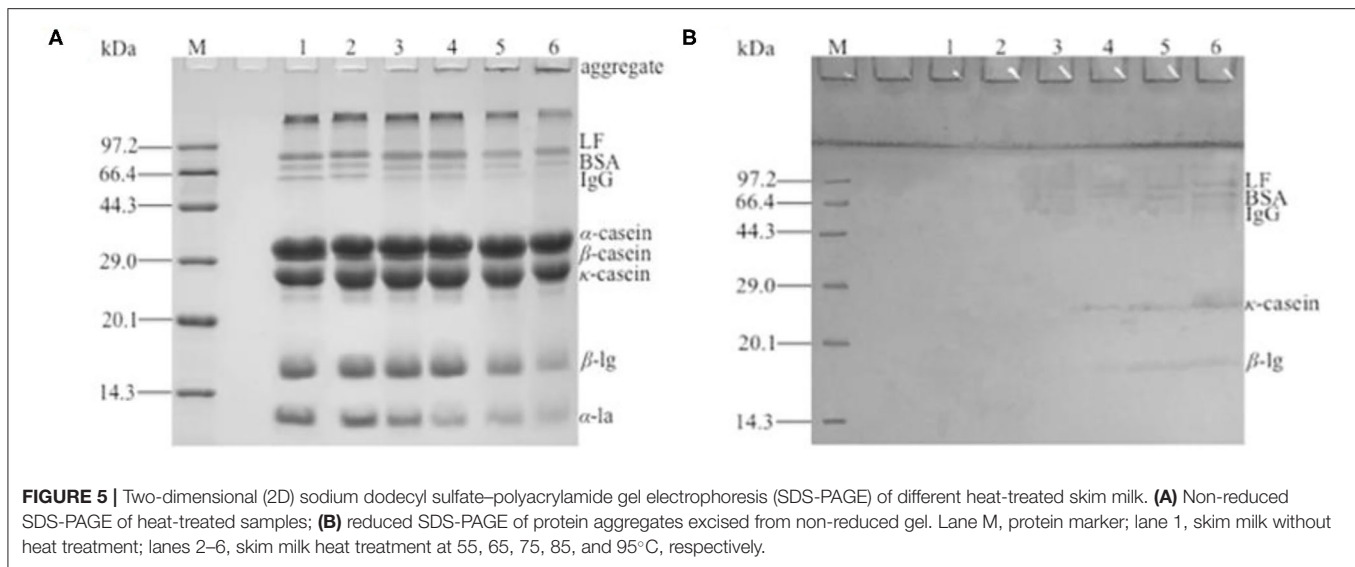 A
B
kDa M 1 2 3 4 5 6
aggregate
LF
97.2
BSA
66.4
IgG
44.3
α-casein
β-casein
29.0
κ-casein
20.1
β-lg
14.3
α-la
kDa M 1 2 3 4 5 6
97.2
LF
66.4
BSA
IgG
44.3
29.0
κ-casein
20.1
β-lg
14.3
FIGURE 5 | Two-dimensional (2D) sodium dodecyl sulfate–polyacrylamide gel electrophoresis (SDS-PAGE) of different heat-treated skim milk. (A) Non-reduced
SDS-PAGE of heat-treated samples; (B) reduced SDS-PAGE of protein aggregates excised from non-reduced gel. Lane M, protein marker; lane 1, skim milk without
heat treatment; lanes 2–6, skim milk heat treatment at 55, 65, 75, 85, and 95°C, respectively.